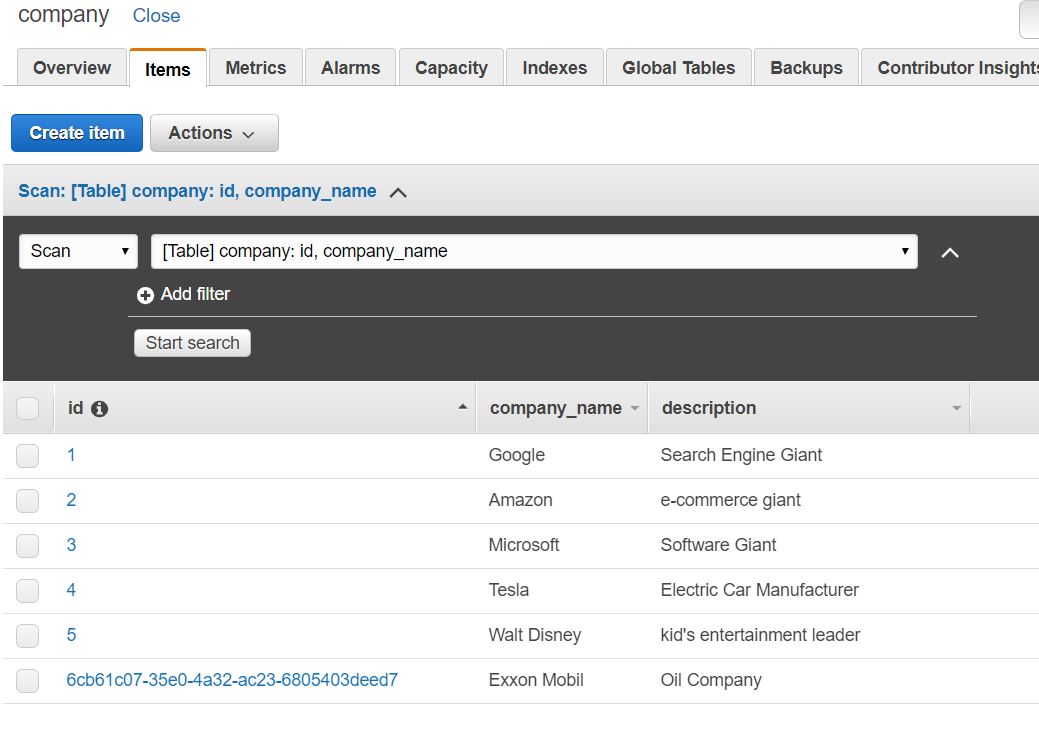 company Close
Overview Items Metrics Alarms Capacity Indexes Global Tables Backups Contributor Insights
Create item Actions
Scan: [Table] company: id, company_name
Scan [Table] company: id, company_name
Add filter
Start search
id company_name description
1 Google Search Engine Giant
2 Amazon e-commerce giant
3 Microsoft Software Giant
4 Tesla Electric Car Manufacturer
5 Walt Disney kid's entertainment leader
6cb61c07-35e0-4a32-ac23-6805403deed7 Exxon Mobil Oil Company